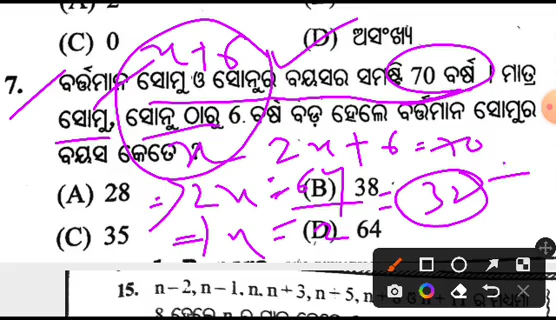 (C) 0 (D) ଅସଂଖ୍ୟ
x+6
7. ବର୍ତ୍ତମାନ ସୋମୁ ଓ ସୋନୁର ବୟସର ସମଷ୍ଟି 70 ବର୍ଷ । ମାତ୍ର
ସୋମୁ, ସୋନୁ ଠାରୁ 6 ବର୍ଷ ବଡ଼ ହେଲେ ବର୍ତ୍ତମାନ ସୋମୁର
ବୟସ କେତେ ?
x 2x+6=70
(A) 28 (B) 38
=) 2x = 64 = 32
(C) 35 (D) 64
=) x =
15. n−2, n−1, n, n+3, n+5, n+